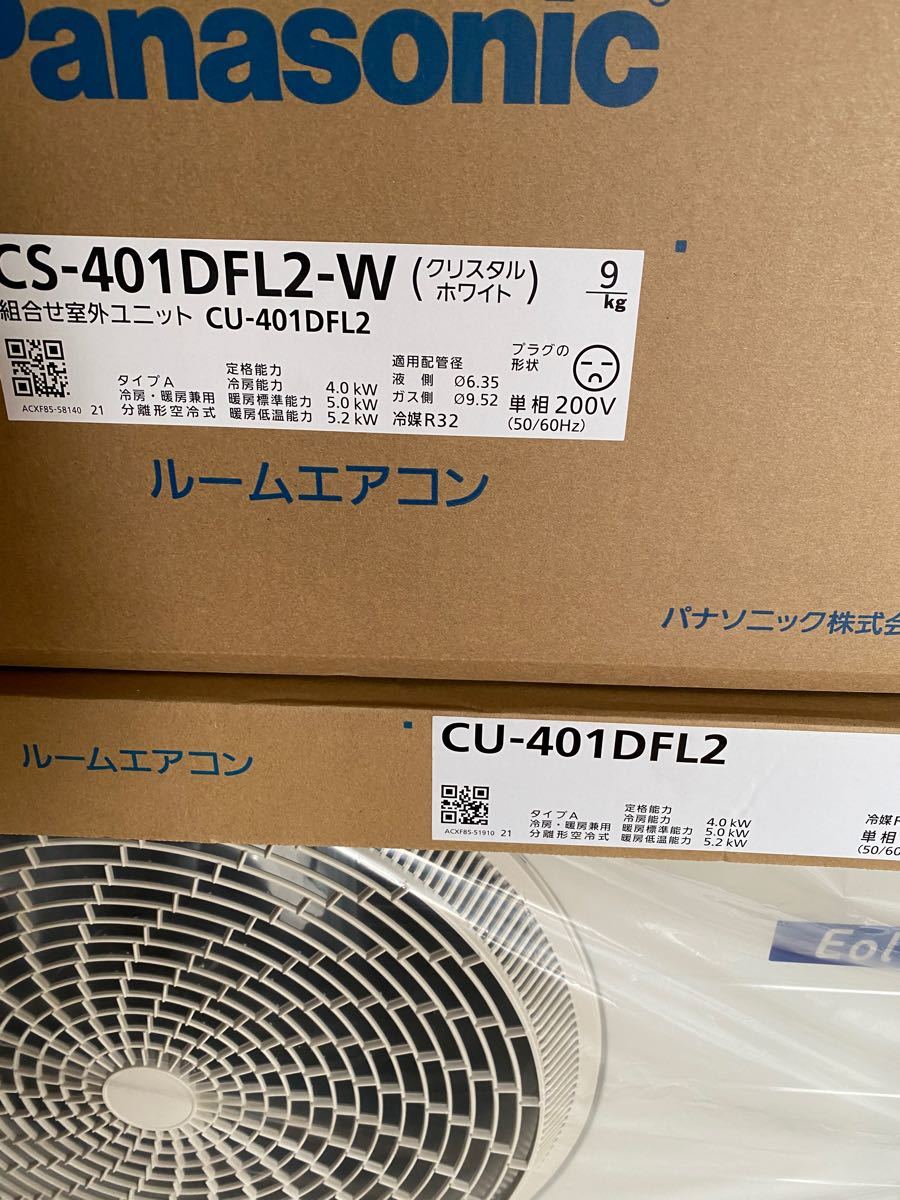 Panasonic
CS-401DFL2-W (クリスタルホワイト)
9
kg
組合せ室外ユニット CU-401DFL2
ACXF85-58140 21
タイプA
冷房・暖房兼用
分離形空冷式
定格能力
冷房能力 4.0 kW
暖房標準能力 5.0 kW
暖房低温能力 5.2 kW
適用配管径
液 側 Ø6.35
ガス側 Ø9.52
冷媒R32
プラグの
形状
単相 200V
(50/60Hz)
ルームエアコン
パナソニック株式会
ルームエアコン
CU-401DFL2
ACXF85-51910 21
タイプA
冷房・暖房兼用
分離形空冷式
定格能力
冷房能力 4.0 kW
暖房標準能力 5.0 kW
暖房低温能力 5.2 kW
冷媒R
単相
(50/60
Eol